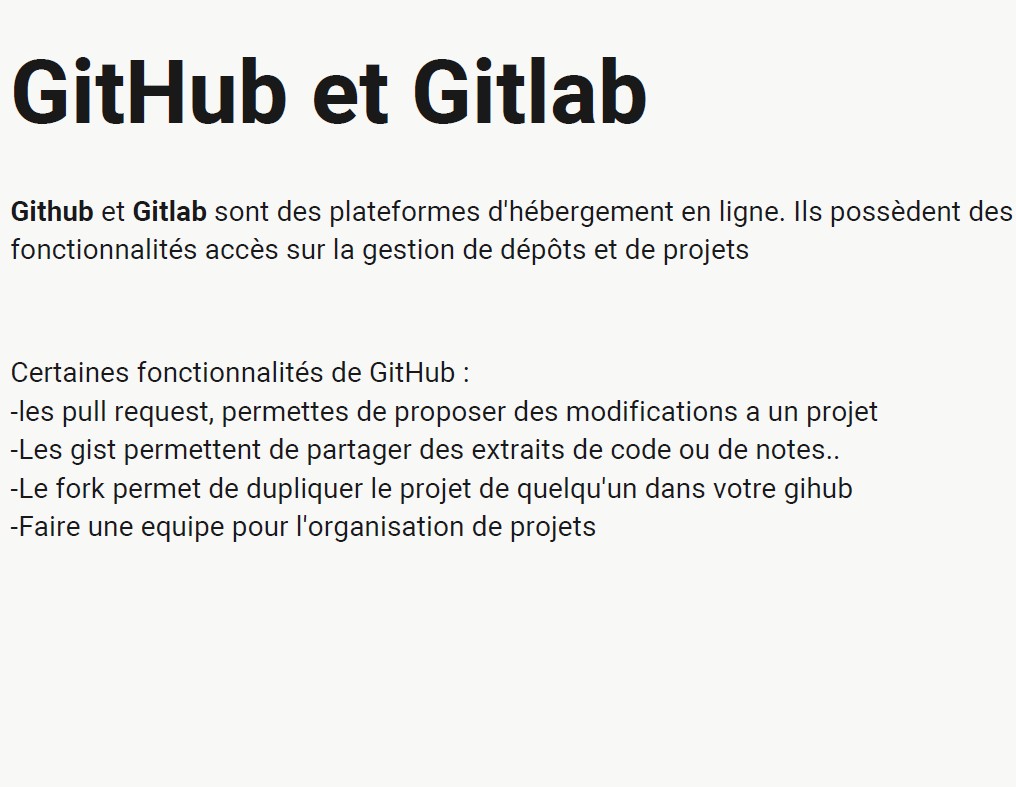 GitHub et Gitlab
Github et Gitlab sont des plateformes d'hébergement en ligne. Ils possèdent des
fonctionnalités accès sur la gestion de dépôts et de projets
Certaines fonctionnalités de GitHub :
-les pull request, permettes de proposer des modifications a un projet
-Les gist permettent de partager des extraits de code ou de notes..
-Le fork permet de dupliquer le projet de quelqu'un dans votre gihub
-Faire une equipe pour l'organisation de projets